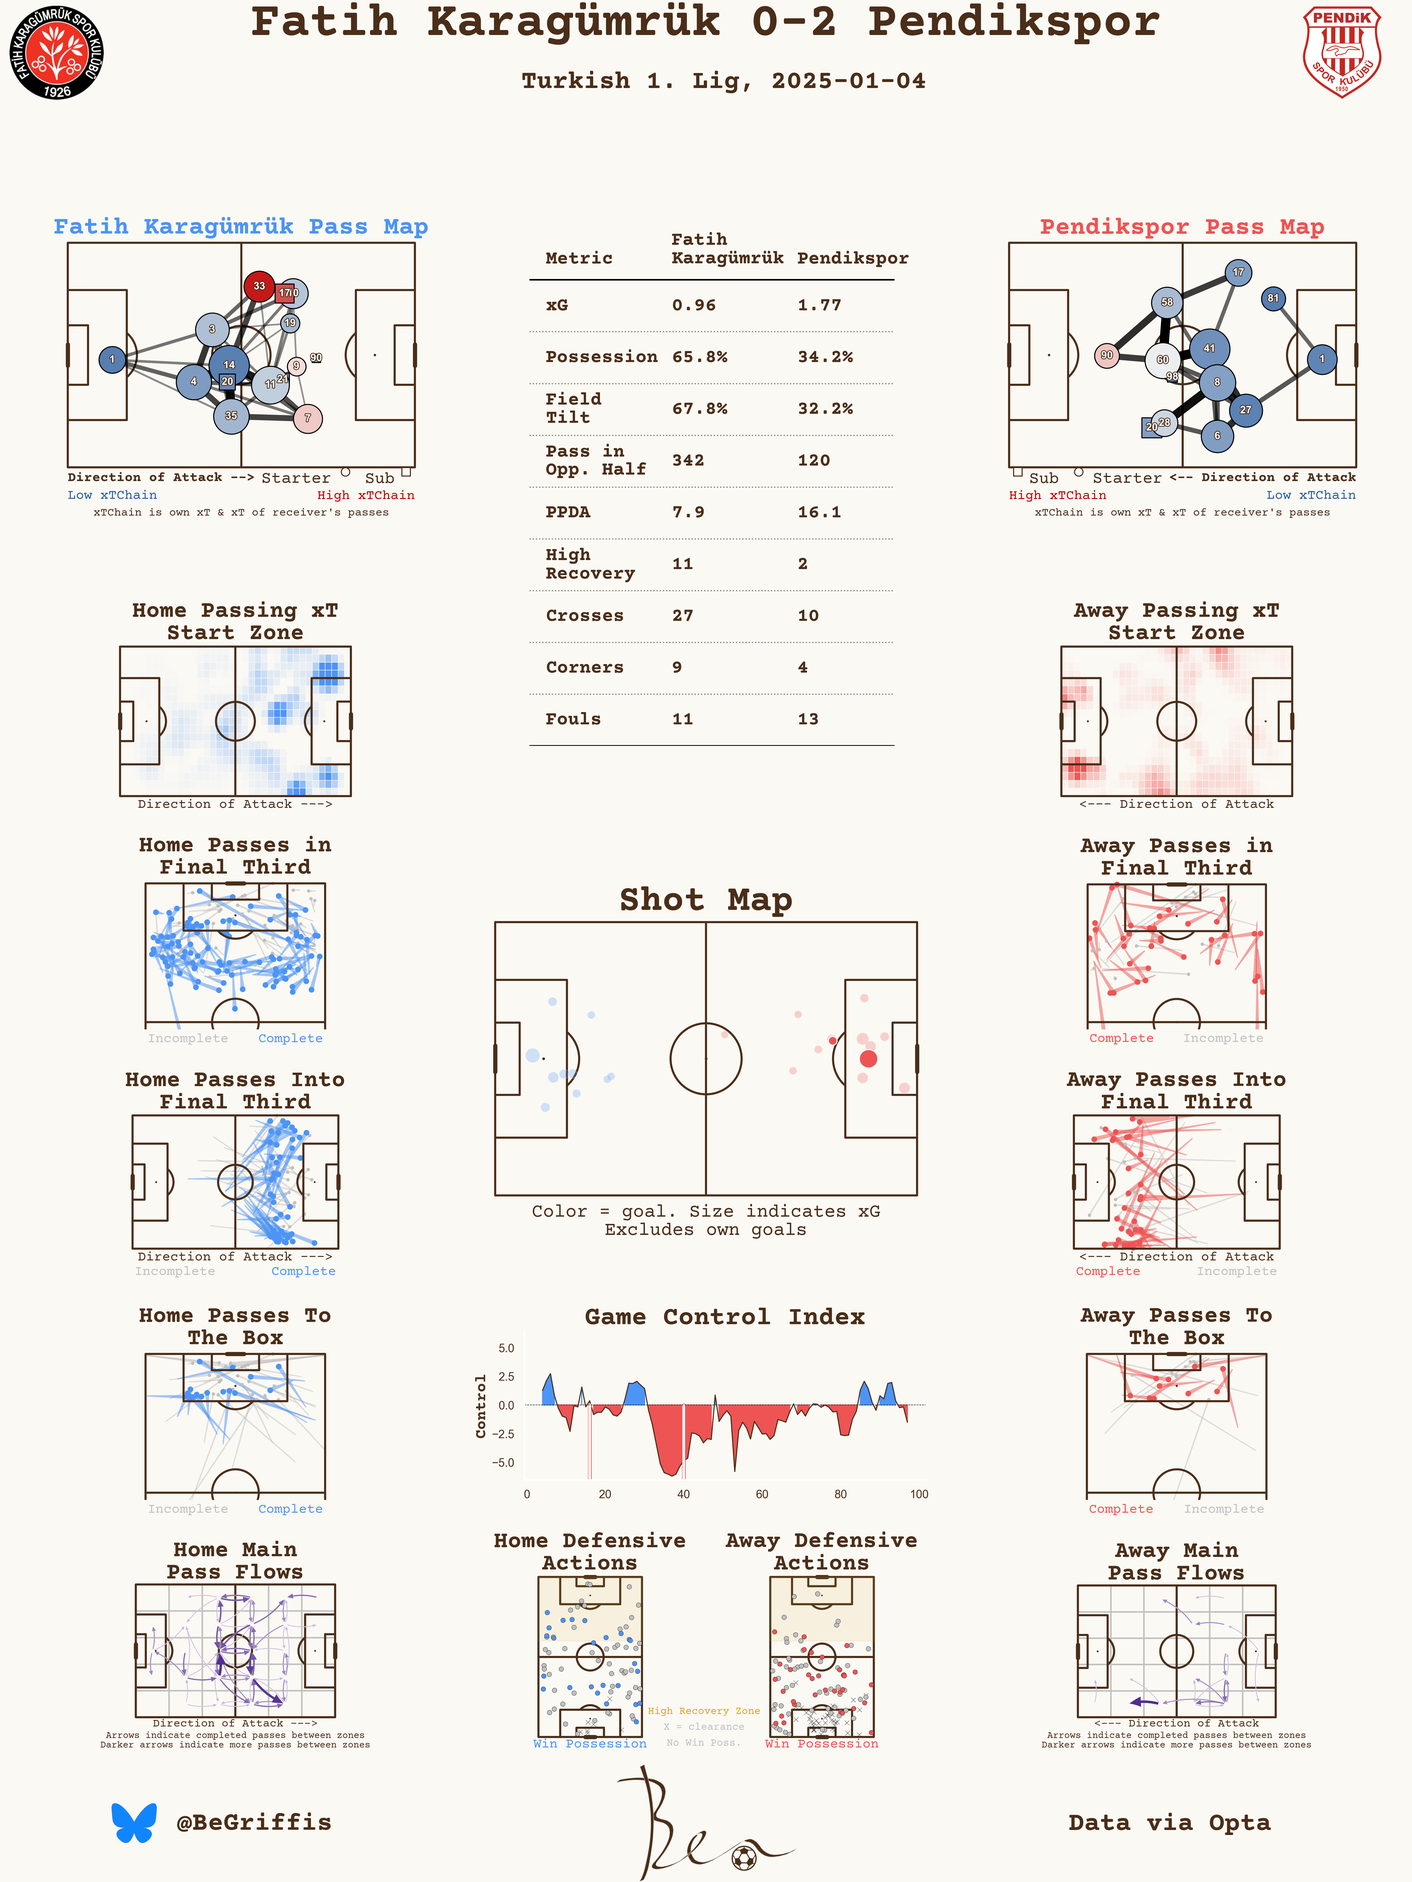 Fatih Karagümrük 0-2 Pendikspor
Turkish 1. Lig, 2025-01-04
FATİH KARAGÜMRÜK SPOR KULÜBÜ
1926
PENDİK
SPOR KULÜBÜ
1950
Fatih Karagümrük Pass Map
33
17
19
3
1
14
9
90
4
20
11
21
35
7
Direction of Attack --> Starter Sub
Low xTChain High xTChain
xTChain is own xT & xT of receiver's passes
Metric Fatih Karagümrük Pendikspor
xG 0.96 1.77
Possession 65.8% 34.2%
Field Tilt 67.8% 32.2%
Pass in Opp. Half 342 120
PPDA 7.9 16.1
High Recovery 11 2
Crosses 27 10
Corners 9 4
Fouls 11 13
Pendikspor Pass Map
17
58
81
90
60
41
1
98
8
20
28
27
6
Sub Starter <-- Direction of Attack
High xTChain Low xTChain
xTChain is own xT & xT of receiver's passes
Home Passing xT
Start Zone
Direction of Attack --->
Away Passing xT
Start Zone
<--- Direction of Attack
Home Passes in
Final Third
Incomplete Complete
Shot Map
Color = goal. Size indicates xG
Excludes own goals
Away Passes in
Final Third
Complete Incomplete
Home Passes Into
Final Third
Direction of Attack --->
Incomplete Complete
Away Passes Into
Final Third
<--- Direction of Attack
Complete Incomplete
Home Passes To
The Box
Incomplete Complete
Game Control Index
Control
5.0
2.5
0.0
−2.5
−5.0
0 20 40 60 80 100
Away Passes To
The Box
Complete Incomplete
Home Main
Pass Flows
Direction of Attack --->
Arrows indicate completed passes between zones
Darker arrows indicate more passes between zones
Home Defensive
Actions
Win Possession
High Recovery Zone
X = clearance
No Win Poss.
Away Defensive
Actions
Win Possession
Away Main
Pass Flows
<--- Direction of Attack
Arrows indicate completed passes between zones
Darker arrows indicate more passes between zones
@BeGriffis
Ben
Data via Opta